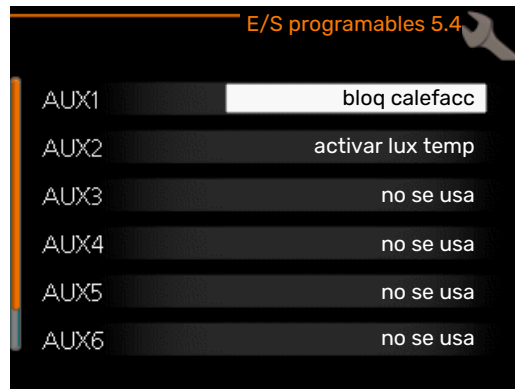 E/S programables 5.4
AUX1 bloq calefacc
AUX2 activar lux temp
AUX3 no se usa
AUX4 no se usa
AUX5 no se usa
AUX6 no se usa